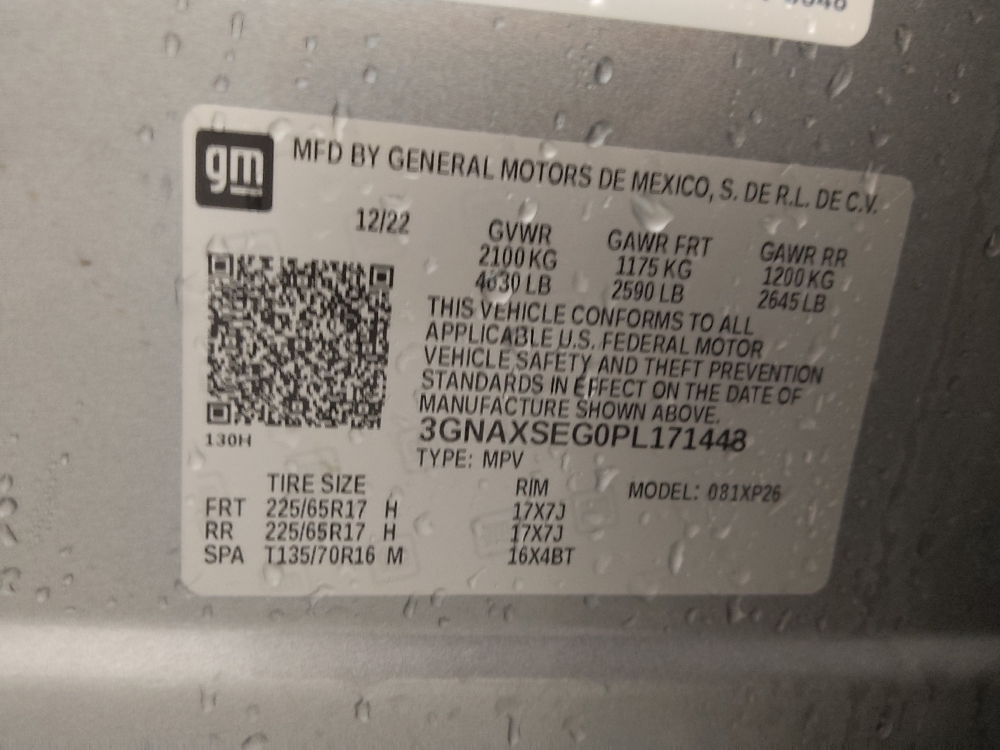 gm
MFD BY GENERAL MOTORS DE MEXICO, S. DE R.L. DE C.V.
12/22
GVWR GAWR FRT GAWR RR
2100 KG 1175 KG 1200 KG
4630 LB 2590 LB 2645 LB
THIS VEHICLE CONFORMS TO ALL
APPLICABLE U.S. FEDERAL MOTOR
VEHICLE SAFETY AND THEFT PREVENTION
STANDARDS IN EFFECT ON THE DATE OF
MANUFACTURE SHOWN ABOVE.
130H
3GNAXSEG0PL171448
TYPE: MPV
TIRE SIZE RIM MODEL: 081XP26
FRT 225/65R17 H 17X7J
RR 225/65R17 H 17X7J
SPA T135/70R16 M 16X4BT